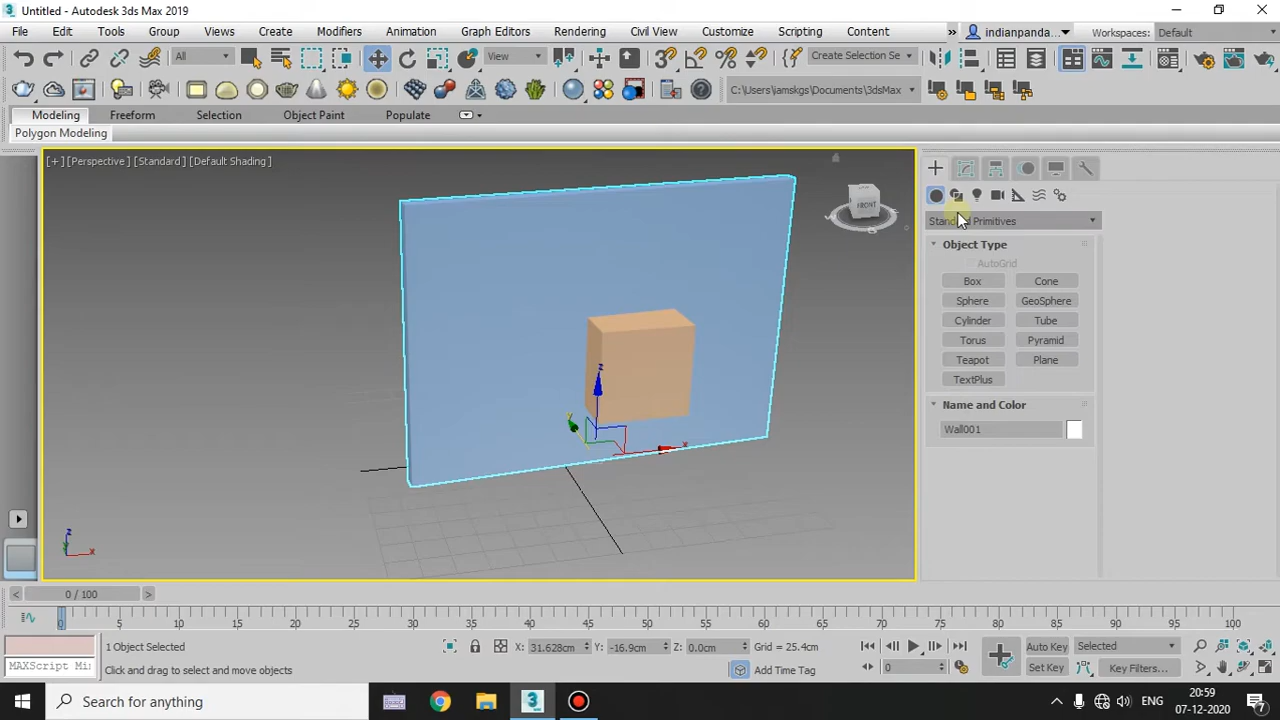 Untitled - Autodesk 3ds Max 2019
File Edit Tools Group Views Create Modifiers Animation Graph Editors Rendering Civil View Customize Scripting Content » indianpanda... Workspaces: Default
All View Create Selection Se
C:\Users\iamskgs\Documents\3dsMax
Modeling Freeform Selection Object Paint Populate
Polygon Modeling
[+] [Perspective] [Standard] [Default Shading]
FRONT
Standard Primitives
Object Type
AutoGrid
Box Cone
Sphere GeoSphere
Cylinder Tube
Torus Pyramid
Teapot Plane
TextPlus
Name and Color
Wall001
z
y
x
z
x
< 0 / 100 >
0 5 10 15 20 25 30 35 40 45 50 55 60 65 70 75 80 85 90 95 100
1 Object Selected X: 31.628cm Y: -16.9cm Z: 0.0cm Grid = 25.4cm Auto Key Selected
MAXScript Mi Click and drag to select and move objects Add Time Tag 0 Set Key Key Filters...
Search for anything
3
ENG
20:59
07-12-2020
7